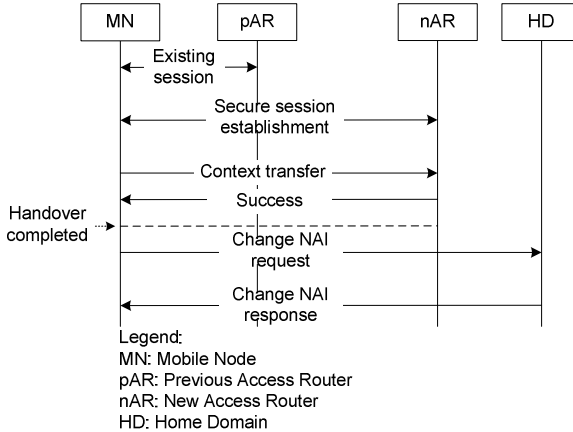 MN
pAR
nAR
HD
Existing
session
Secure session
establishment
Context transfer
Success
Handover
completed
Change NAI
request
Change NAI
response
Legend:
MN: Mobile Node
pAR: Previous Access Router
nAR: New Access Router
HD: Home Domain